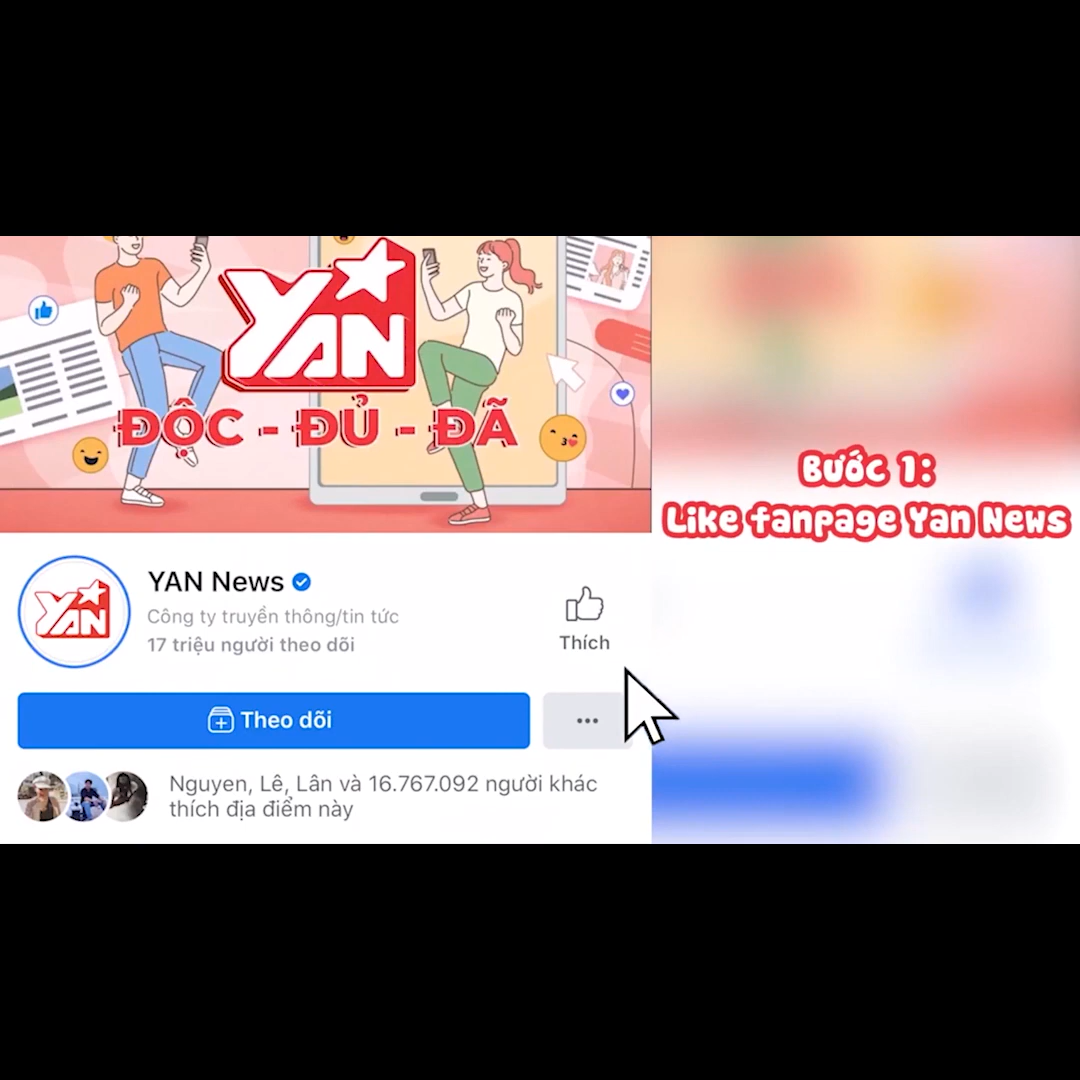 YAN
ĐỘC - ĐỦ - ĐÃ
Bước 1:
Like fanpage Yan News
YAN
YAN News
Công ty truyền thông/tin tức
17 triệu người theo dõi
Thích
Theo dõi
Nguyen, Lê, Lân và 16.767.092 người khác
thích địa điểm này